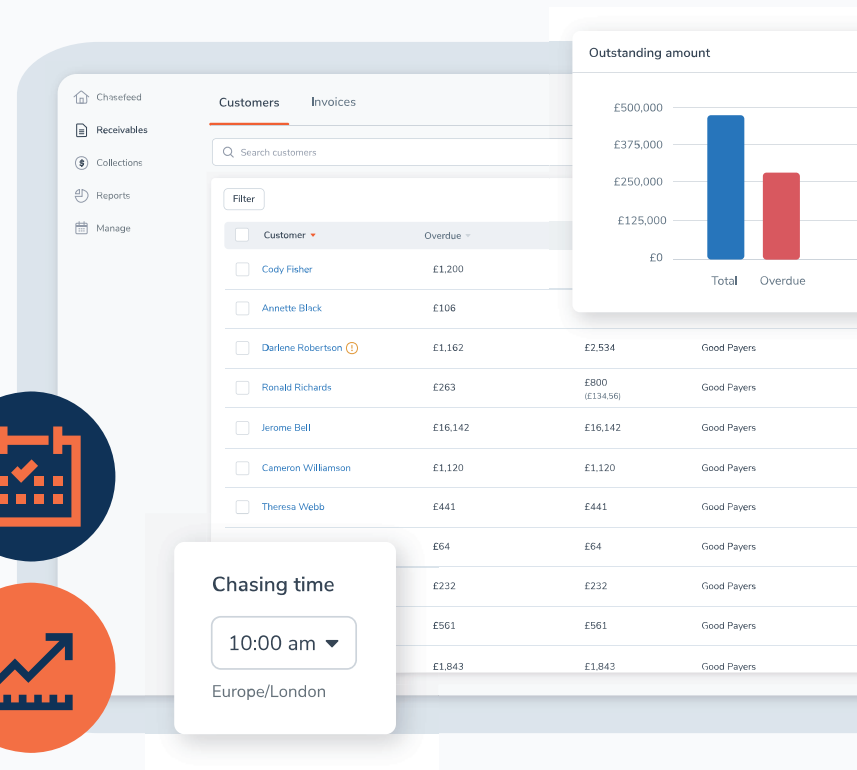 Outstanding amount
£500,000
£375,000
£250,000
£125,000
£0
Total Overdue
Chasefeed
Receivables
Collections
Reports
Manage
Customers Invoices
Search customers
Filter
Customer Overdue
Cody Fisher £1,200
Annette Black £106
Darlene Robertson £1,162 £2,534 Good Payers
Ronald Richards £263 £800 Good Payers
(£134,56)
Jerome Bell £16,142 £16,142 Good Payers
Cameron Williamson £1,120 £1,120 Good Payers
Theresa Webb £441 £441 Good Payers
£64 £64 Good Payers
£232 £232 Good Payers
£561 £561 Good Payers
£1,843 £1,843 Good Payers
Chasing time
10:00 am
Europe/London